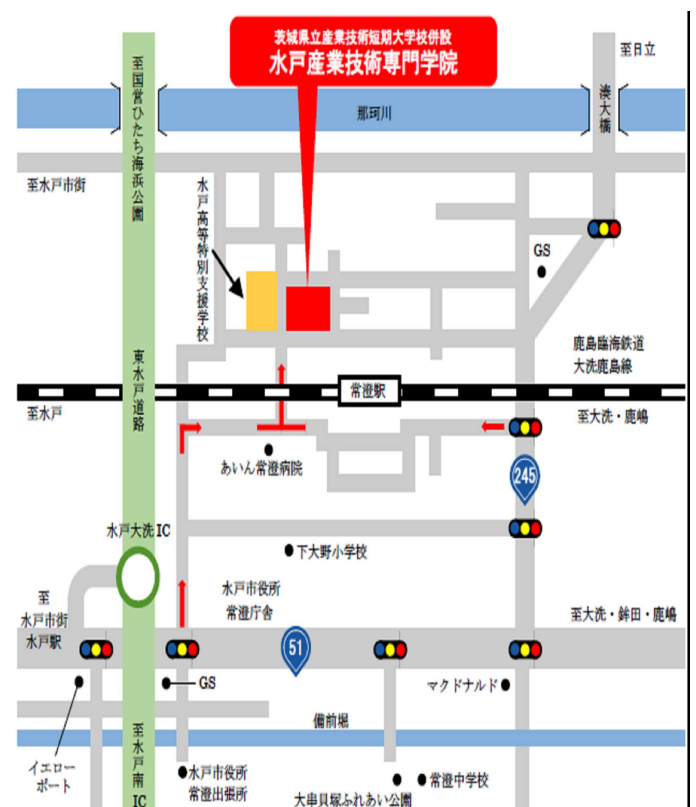 茨城県立産業技術短期大学校併設
水戸産業技術専門学院
至日立
至国営ひたち海浜公園
那珂川
湊大橋
至水戸市街
水戸高等特別支援学校
GS
鹿島臨海鉄道
大洗鹿島線
東水戸道路
常澄駅
至水戸
至大洗・鹿嶋
あいん常澄病院
245
水戸大洗IC
下大野小学校
水戸市役所
常澄庁舎
至
水戸市街
水戸駅
至大洗・鉾田・鹿嶋
51
GS
マクドナルド
備前堀
至水戸南IC
イエロー
ポート
水戸市役所
常澄出張所
常澄中学校
大串貝塚ふれあい公園